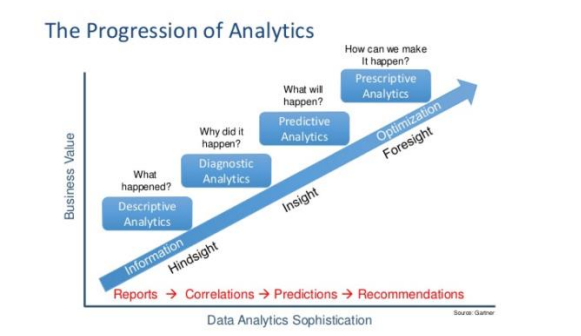 The Progression of Analytics
How can we make
It happen?
Prescriptive
Analytics
What will
happen?
Predictive
Analytics
Why did it
happen?
Diagnostic
Analytics
What
happened?
Descriptive
Analytics
Information
Optimization
Hindsight
Insight
Foresight
Business Value
Reports → Correlations → Predictions → Recommendations
Source: Gartner
Data Analytics Sophistication